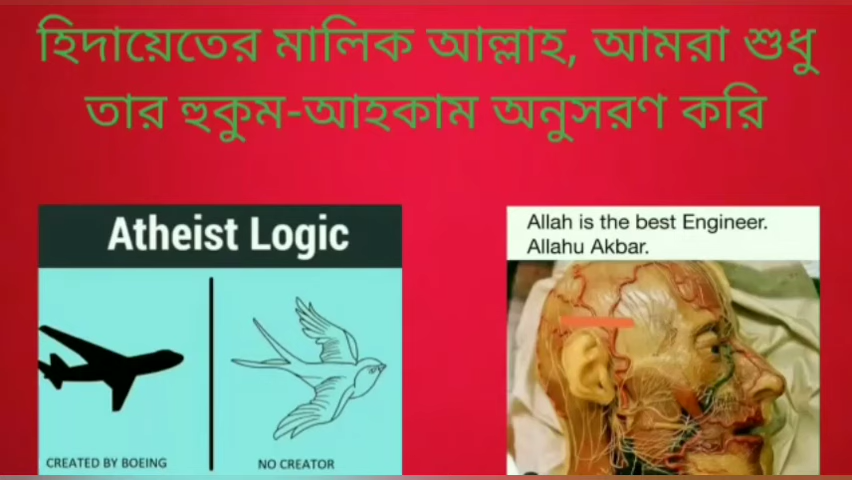 হিদায়েতের মালিক আল্লাহ, আমরা শুধু
তার হুকুম-আহকাম অনুসরণ করি
Atheist Logic
CREATED BY BOEING
NO CREATOR
Allah is the best Engineer.
Allahu Akbar.